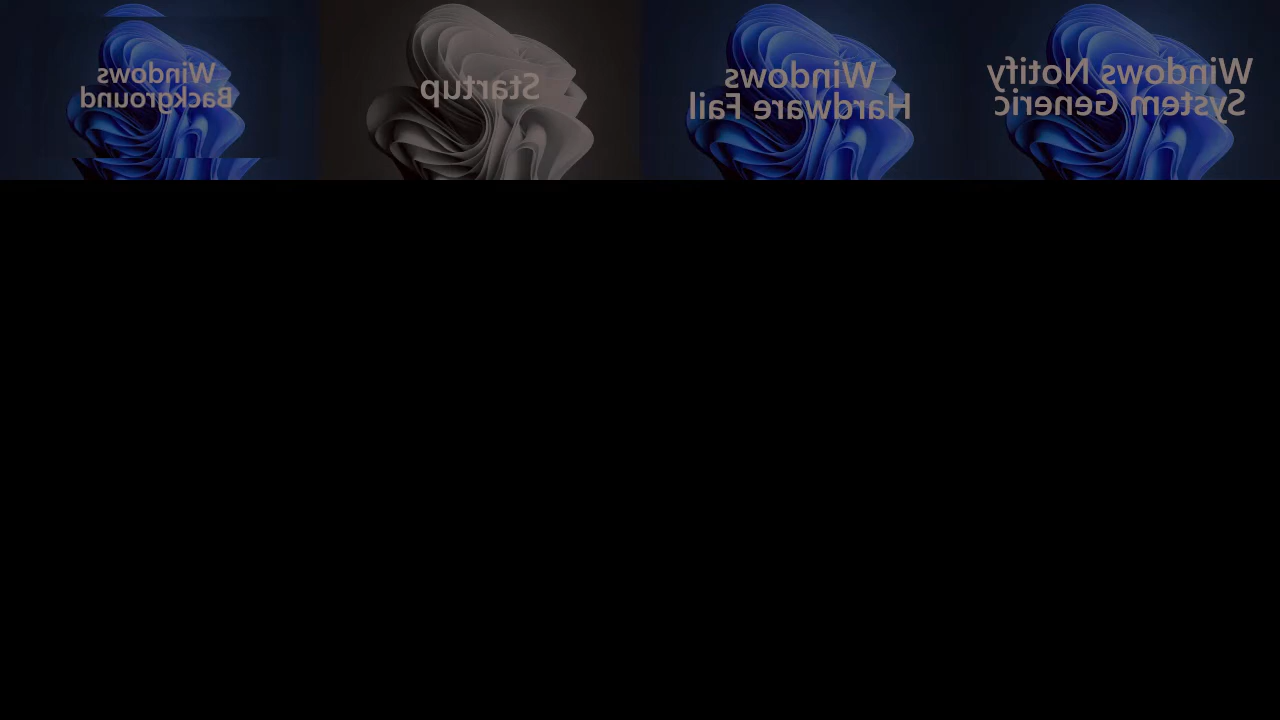 Windows
Background
Startup
Windows
Hardware Fail
Windows Notify
System Generic